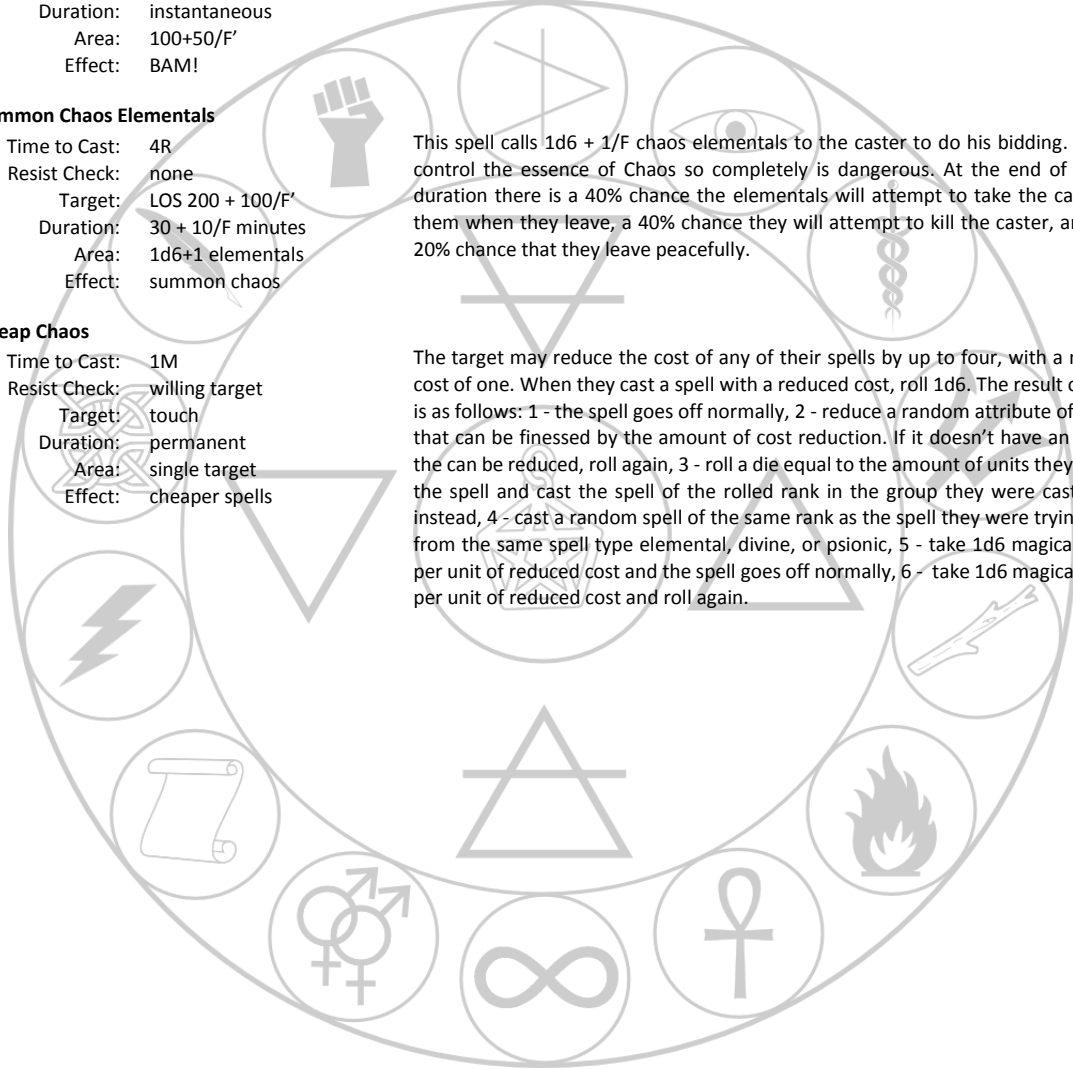 Duration: instantaneous
Area: 100+50/F’
Effect: BAM!
mmon Chaos Elementals
Time to Cast: 4R
Resist Check: none
Target: LOS 200 + 100/F’
Duration: 30 + 10/F minutes
Area: 1d6+1 elementals
Effect: summon chaos
This spell calls 1d6 + 1/F chaos elementals to the caster to do his bidding.
control the essence of Chaos so completely is dangerous. At the end of
duration there is a 40% chance the elementals will attempt to take the ca
them when they leave, a 40% chance they will attempt to kill the caster, a
20% chance that they leave peacefully.
eap Chaos
Time to Cast: 1M
Resist Check: willing target
Target: touch
Duration: permanent
Area: single target
Effect: cheaper spells
The target may reduce the cost of any of their spells by up to four, with a
cost of one. When they cast a spell with a reduced cost, roll 1d6. The result
is as follows: 1 - the spell goes off normally, 2 - reduce a random attribute of
that can be finessed by the amount of cost reduction. If it doesn’t have an
the can be reduced, roll again, 3 - roll a die equal to the amount of units they
the spell and cast the spell of the rolled rank in the group they were cast
instead, 4 - cast a random spell of the same rank as the spell they were tryin
from the same spell type elemental, divine, or psionic, 5 - take 1d6 magica
per unit of reduced cost and the spell goes off normally, 6 - take 1d6 magica
per unit of reduced cost and roll again.